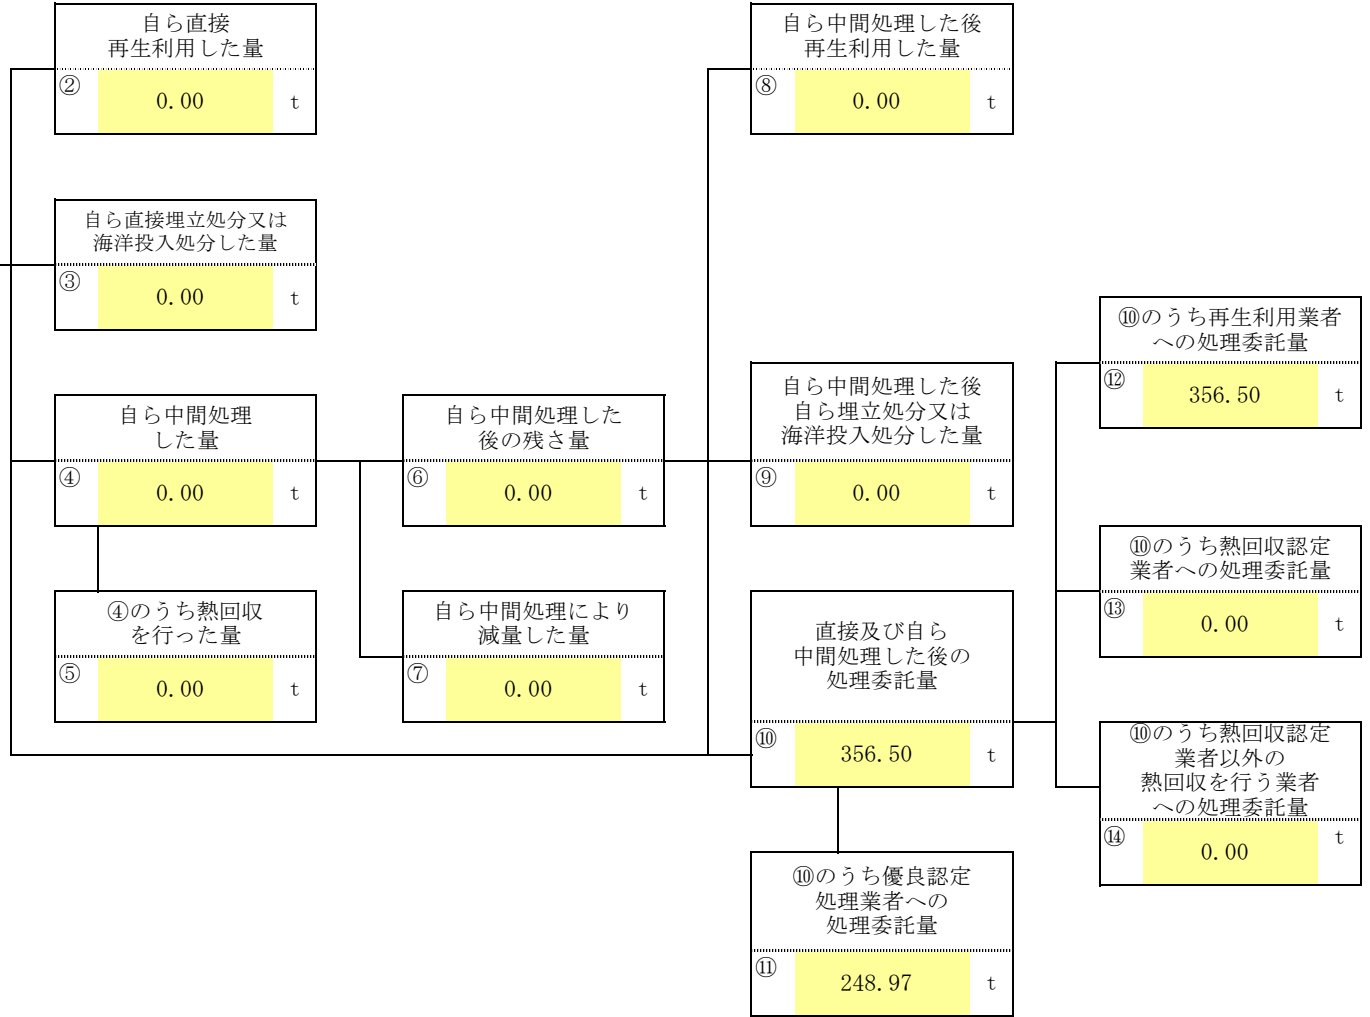 自ら直接
再生利用した量
②
0.00
t
自ら直接埋立処分又は
海洋投入処分した量
③
0.00
t
自ら中間処理
した量
④
0.00
t
④のうち熱回収
を行った量
⑤
0.00
t
自ら中間処理した
後の残さ量
⑥
0.00
t
自ら中間処理により
減量した量
⑦
0.00
t
自ら中間処理した後
再生利用した量
⑧
0.00
t
自ら中間処理した後
自ら埋立処分又は
海洋投入処分した量
⑨
0.00
t
直接及び自ら
中間処理した後の
処理委託量
⑩
356.50
t
⑩のうち優良認定
処理業者への
処理委託量
⑪
248.97
t
⑩のうち再生利用業者
への処理委託量
⑫
356.50
t
⑩のうち熱回収認定
業者への処理委託量
⑬
0.00
t
⑩のうち熱回収認定
業者以外の
熱回収を行う業者
への処理委託量
⑭
0.00
t